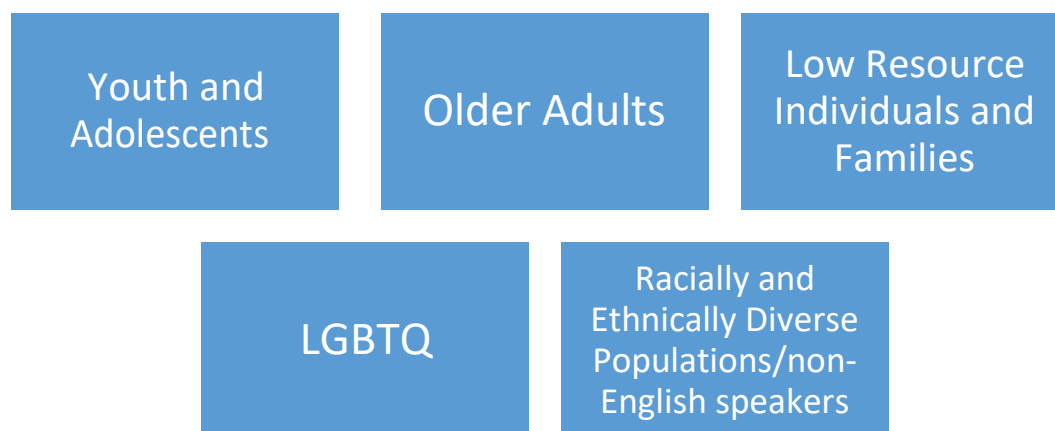 Youth and
Adolescents
Older Adults
Low Resource
Individuals and
Families
LGBTQ
Racially and
Ethnically Diverse
Populations/non-
English speakers